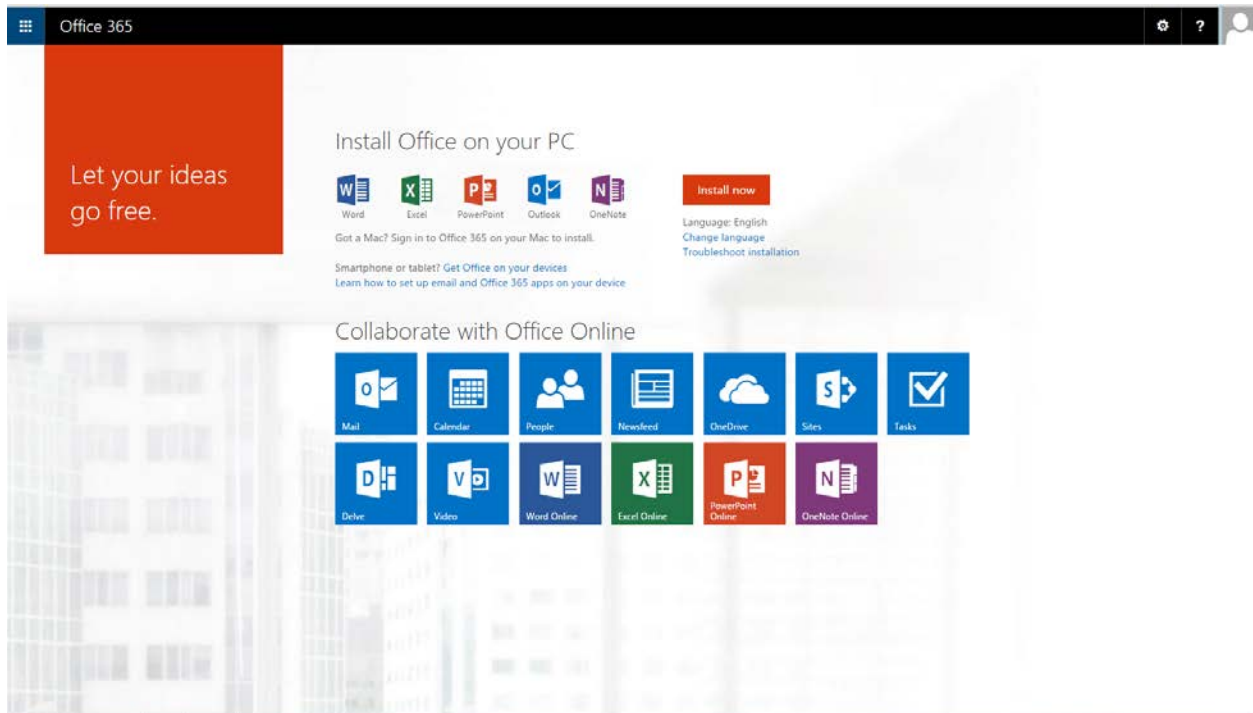 Office 365
?
Let your ideas
go free.
Install Office on your PC
Word Excel PowerPoint Outlook OneNote
Install now
Language: English
Change language
Troubleshoot installation
Got a Mac? Sign in to Office 365 on your Mac to install.
Smartphone or tablet? Get Office on your devices
Learn how to set up email and Office 365 apps on your device
Collaborate with Office Online
Mail Calendar People Newsfeed OneDrive Sites Tasks
Delve Video Word Online Excel Online PowerPoint Online OneNote Online